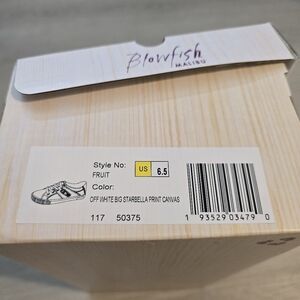 Blowfish
MALIBU
Style No:
FRUIT
US 6.5
Color:
OFF WHITE BIG STARBELLA PRINT CANVAS
117 50375
1 93529 03479 0